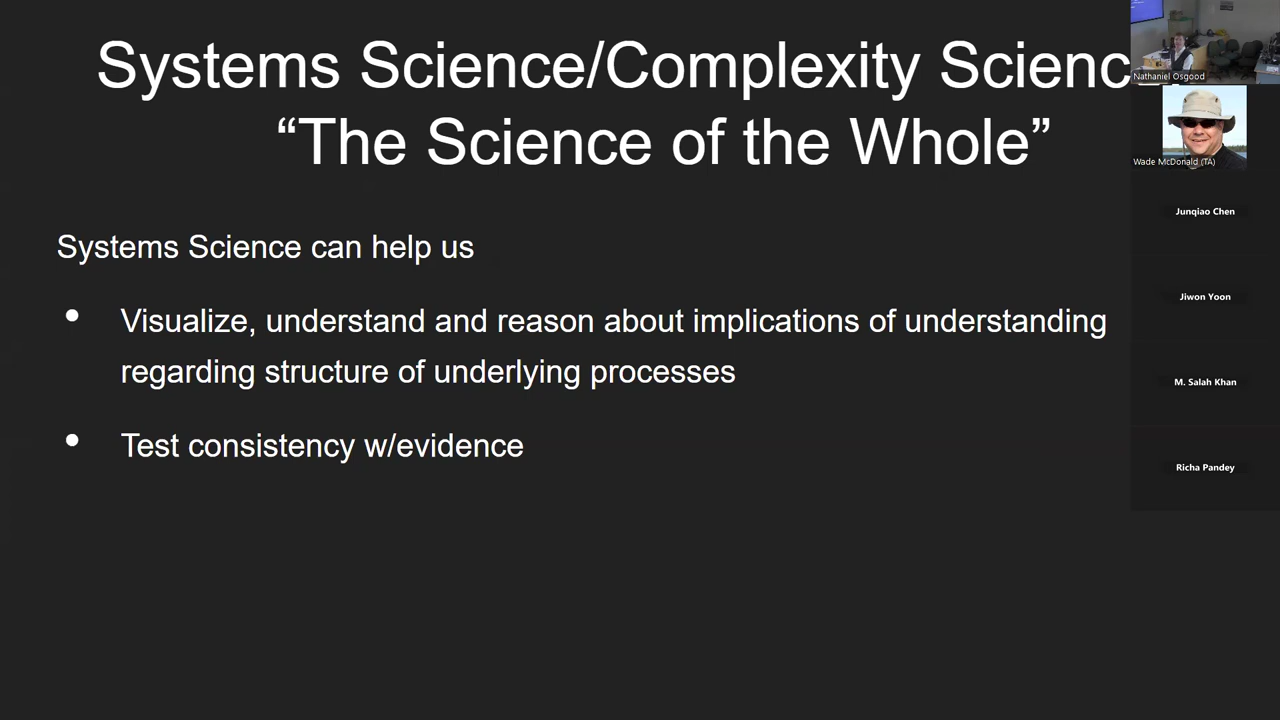 Systems Science/Complexity Scienc
“The Science of the Whole”
Systems Science can help us
• Visualize, understand and reason about implications of understanding
regarding structure of underlying processes
• Test consistency w/evidence
Nathaniel Osgood
Wade McDonald (TA)
Junqiao Chen
Jiwon Yoon
M. Salah Khan
Richa Pandey